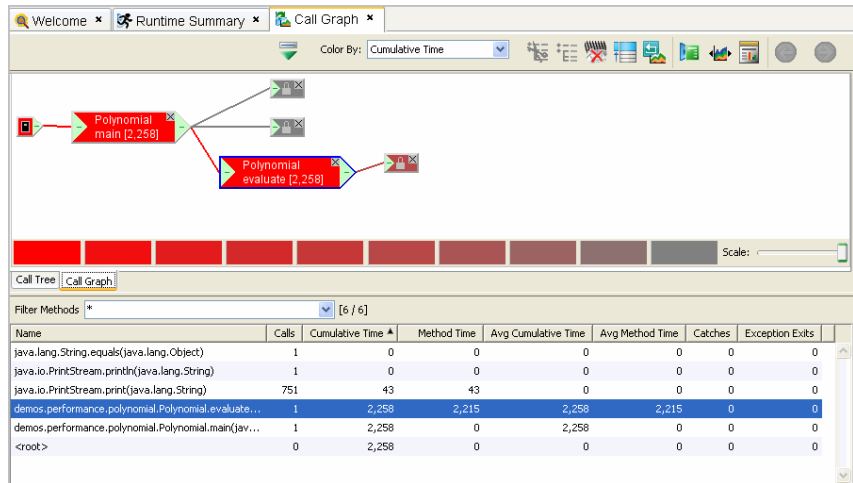 Welcome × Runtime Summary × Call Graph ×
Color By: Cumulative Time
Polynomial
main [2,258]
Polynomial
evaluate [2,258]
Scale:
Call Tree Call Graph
Filter Methods * [6 / 6]
Name Calls Cumulative Time Method Time Avg Cumulative Time Avg Method Time Catches Exception Exits
java.lang.String.equals(java.lang.Object) 1 0 0 0 0 0 0
java.io.PrintStream.println(java.lang.String) 1 0 0 0 0 0 0
java.io.PrintStream.print(java.lang.String) 751 43 43 0 0 0 0
demos.performance.polynomial.Polynomial.evaluate... 1 2,258 2,215 2,258 2,215 0 0
demos.performance.polynomial.Polynomial.main(jav... 1 2,258 0 2,258 0 0 0
<root> 0 2,258 0 0 0 0 0